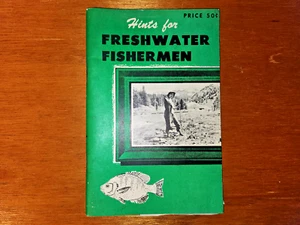 PRICE 50¢
Hints for
FRESHWATER
FISHERMEN